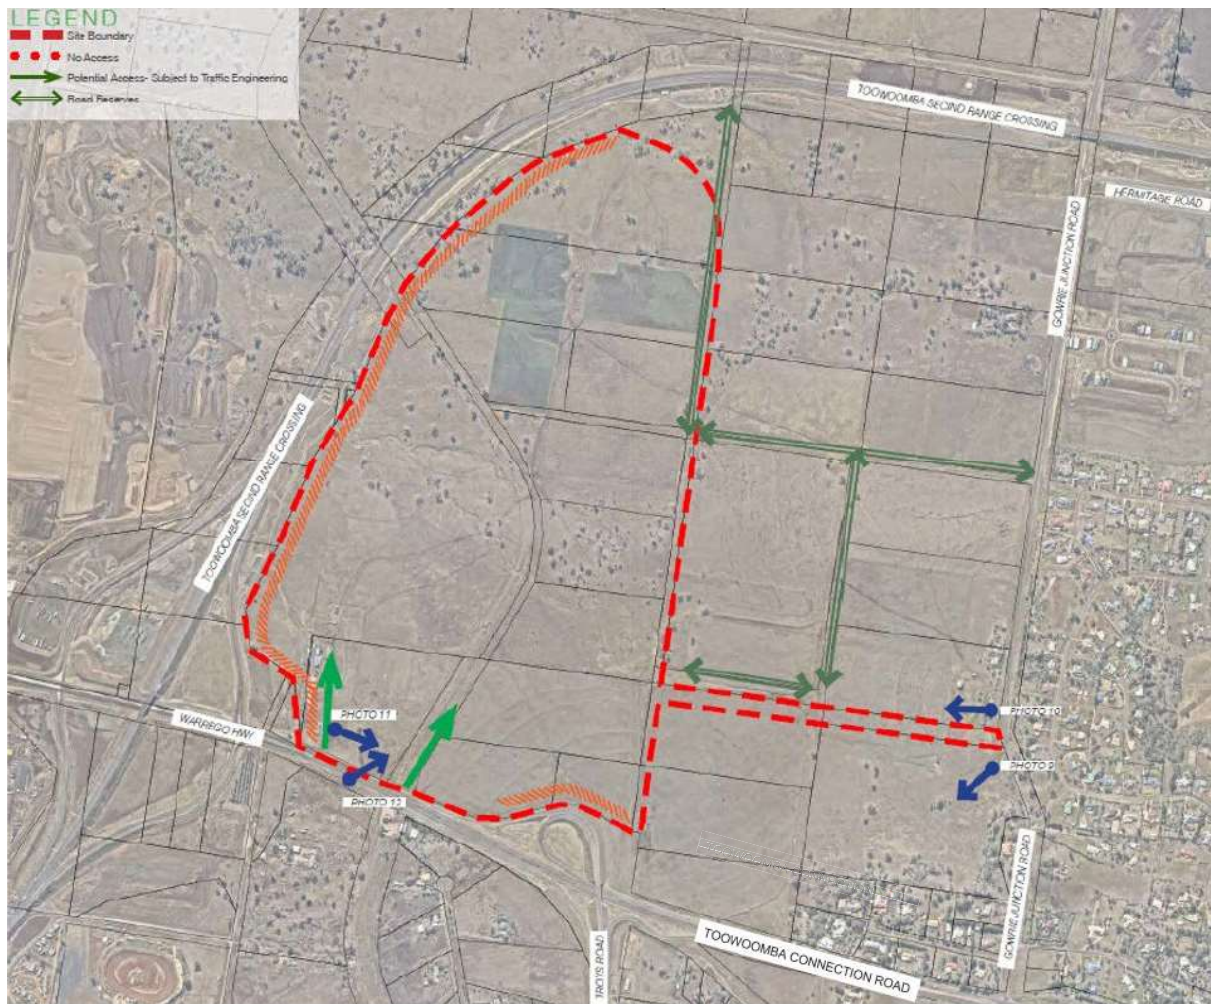 LEGEND
Site Boundary
No Access
Potential Access- Subject to Traffic Engineering
Road Reserves
TOOWOOMBA SECIND RANGE CROSSING
HERMITAGE ROAD
GOWRIE JUNCTION ROAD
TOOWOOMBA SECIND RANGE CROSSING
WARREGO HWY
PHOTO 11
PHOTO 12
PHOTO 10
PHOTO 9
GOWRIE JUNCTION ROAD
TROYS ROAD
TOOWOOMBA CONNECTION ROAD